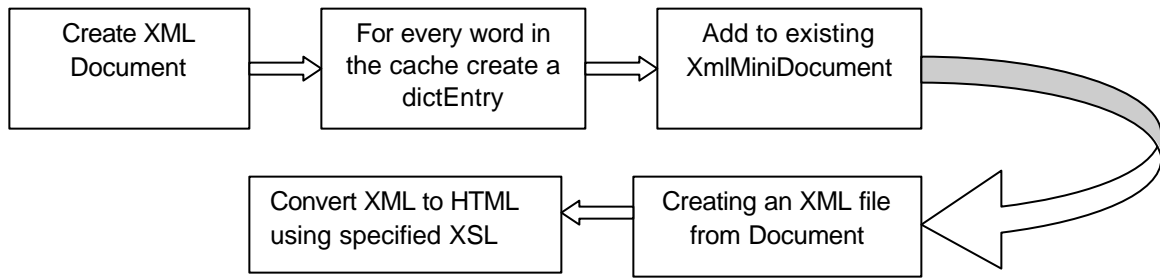 Create XML
Document
For every word in
the cache create a
dictEntry
Add to existing
XmlMiniDocument
Creating an XML file
from Document
Convert XML to HTML
using specified XSL